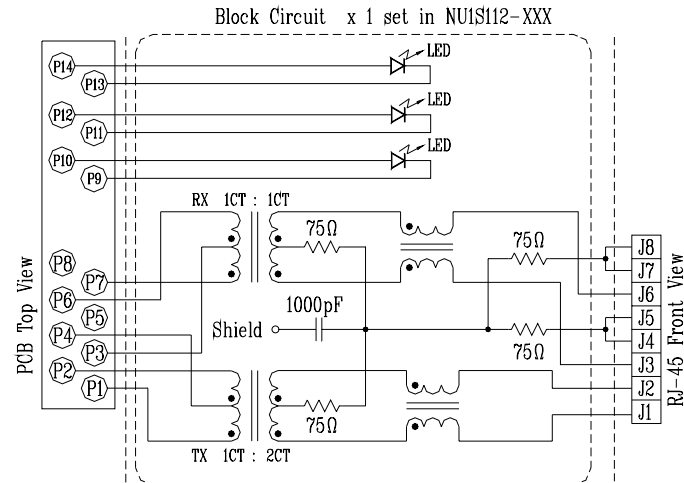 Block Circuit x 1 set in NU1S112-XXX
P14
LED
P13
P12
LED
P11
P10
LED
P9
RX 1CT : 1CT
75Ω
75Ω
J8
J7
P8
P7
P6
J6
1000pF
P5
Shield
J5
P4
J4
P3
75Ω
J3
P2
J2
P1
75Ω
J1
TX 1CT : 2CT
PCB Top View
RJ-45 Front View